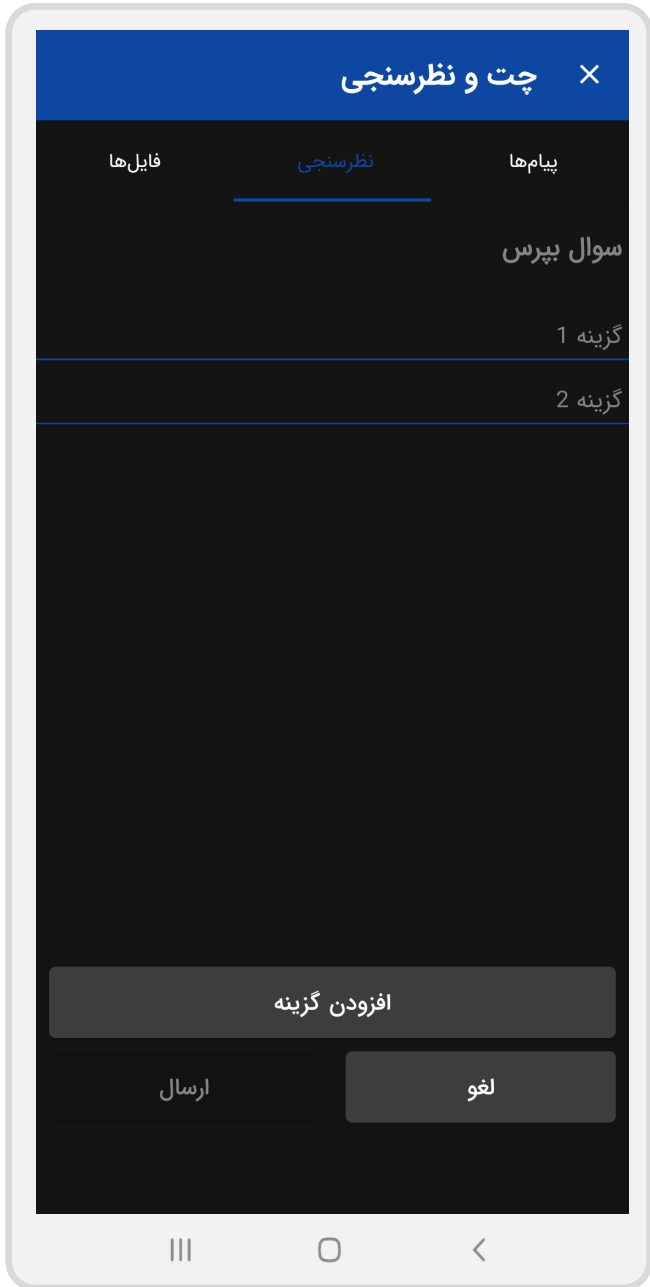 چت و نظرسنجی
پیام‌ها
نظرسنجی
فایل‌ها
سوال بپرس
گزینه 1
گزینه 2
افزودن گزینه
لغو
ارسال